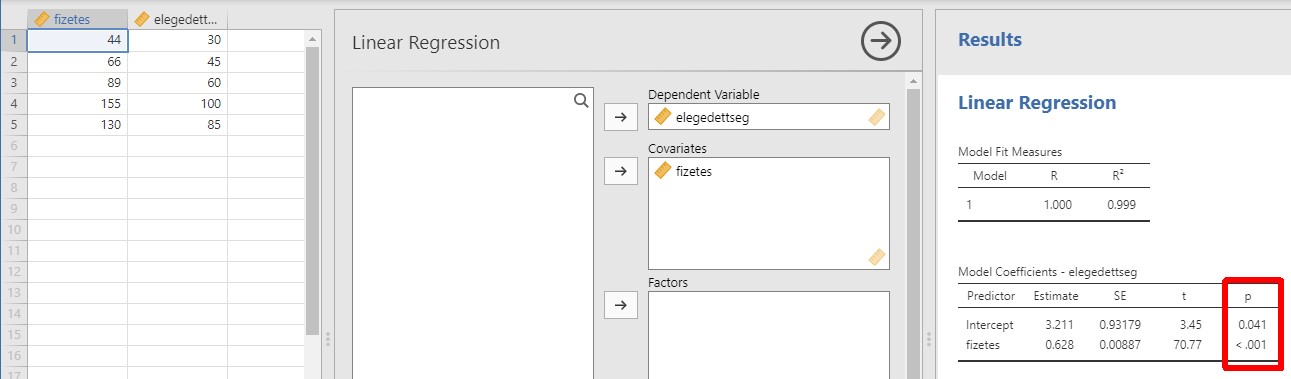 fizetes elegedett...
1 44 30
2 66 45
3 89 60
4 155 100
5 130 85
6
7
8
9
10
11
12
13
14
15
16
17
Linear Regression
Dependent Variable
elegedettseg
Covariates
fizetes
Factors
Results
Linear Regression
Model Fit Measures
Model R R²
1 1.000 0.999
Model Coefficients - elegedettseg
Predictor Estimate SE t p
Intercept 3.211 0.93179 3.45 0.041
fizetes 0.628 0.00887 70.77 < .001